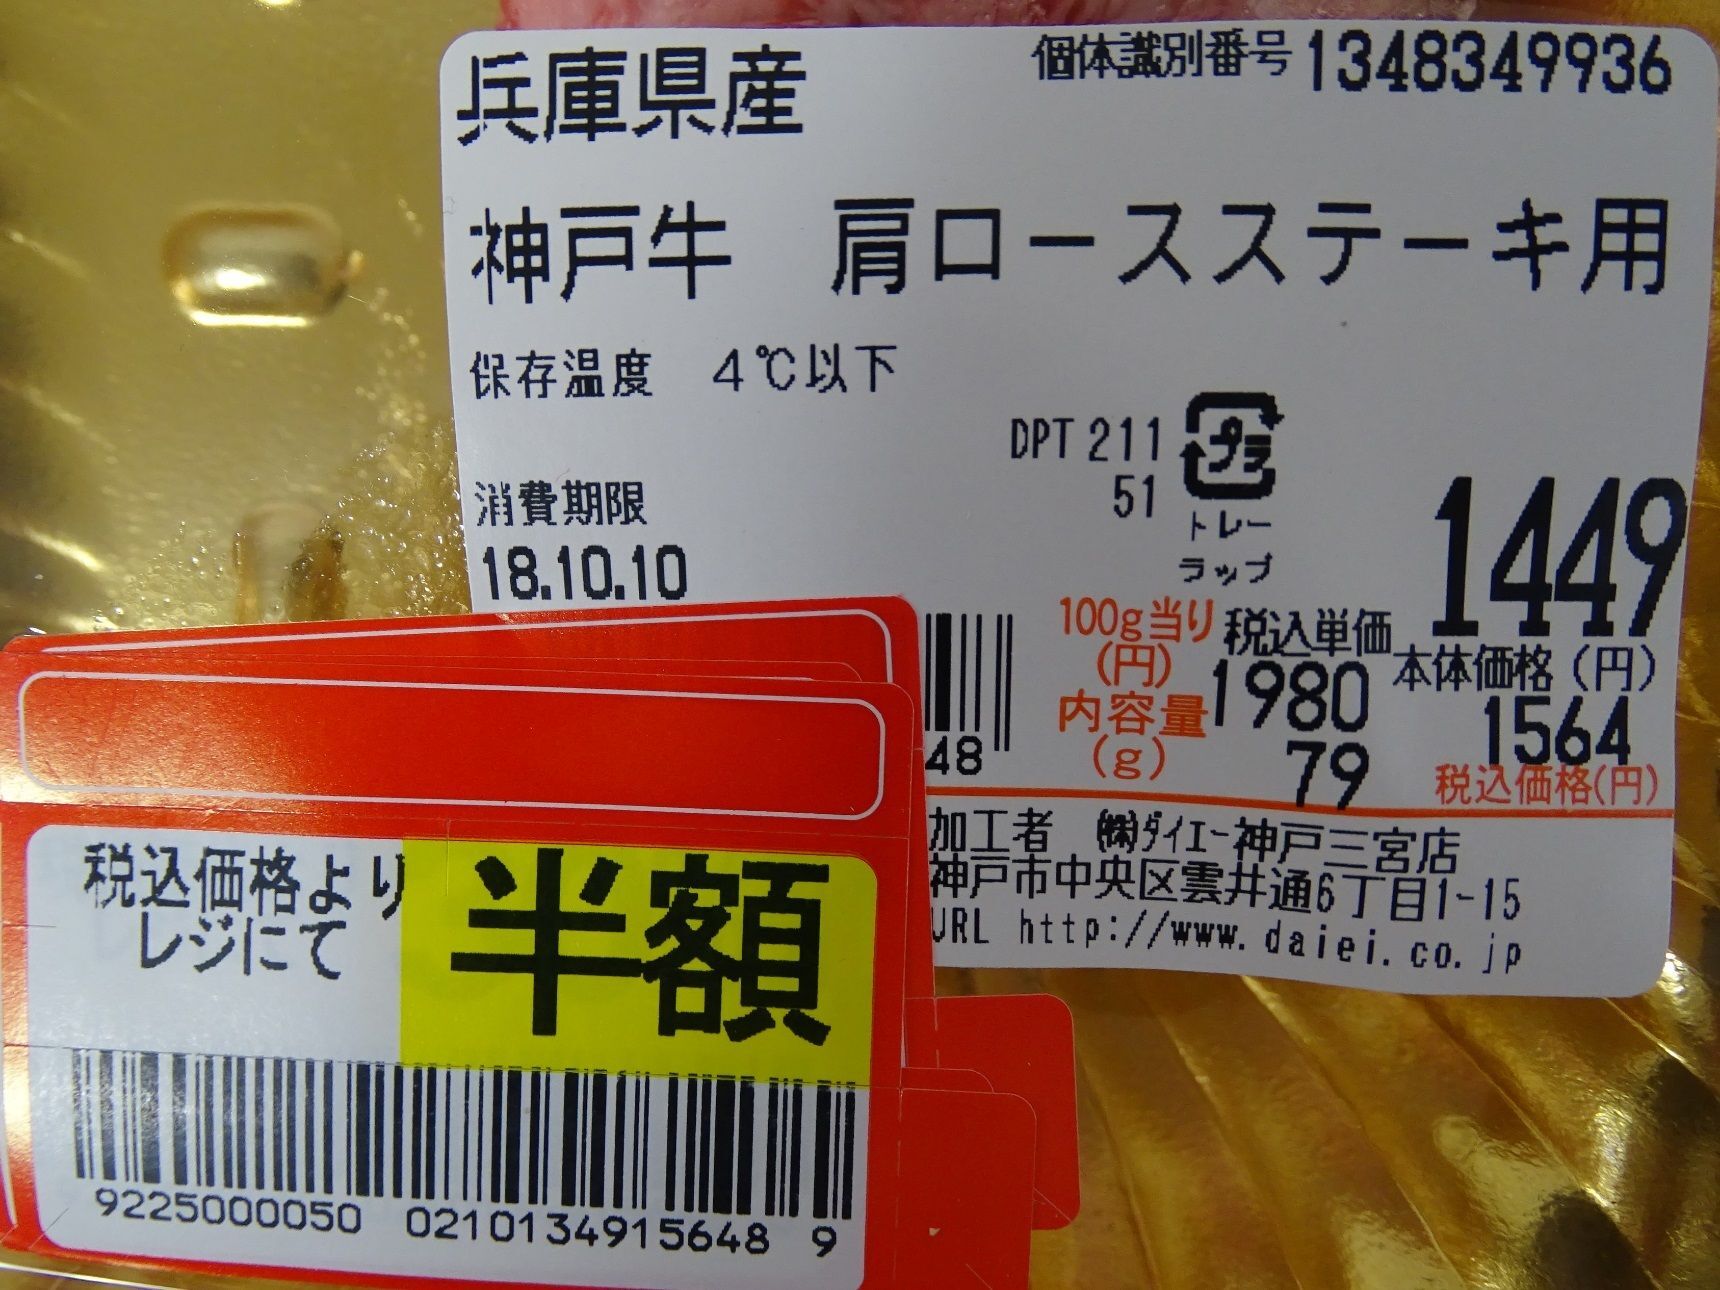 兵庫県産
個体識別番号 1348349936
神戸牛 肩ロースステーキ用
保存温度 4℃以下
DPT 211
51
プラ
トレー
ラップ
消費期限
18.10.10
1449
本体価格(円)
100g当り(円)
税込単価
1980
内容量(g)
79
1564
税込価格(円)
48
加工者 ㈱ダイエー神戸三宮店
神戸市中央区雲井通6丁目1-15
URL http://www.daiei.co.jp
税込価格より
レジにて
半額
9225000050 0210134915648 9